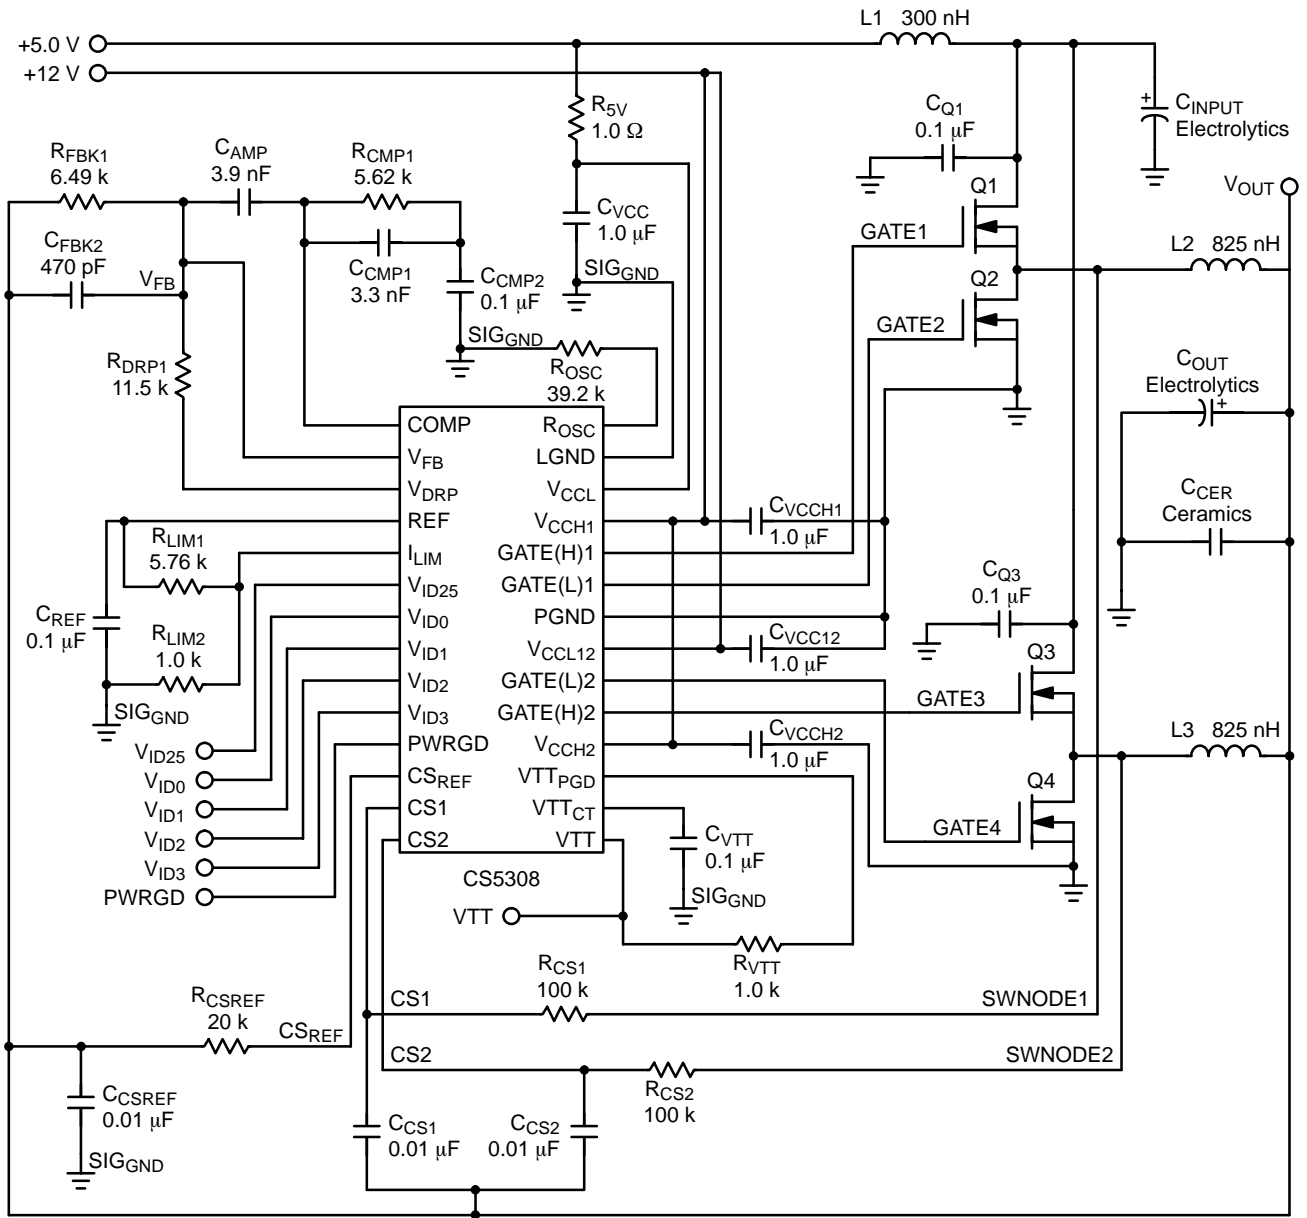 L1 300 nH
+5.0 V
+12 V
R5V
1.0 Ω
CQ1
0.1 μF
CINPUT
Electrolytics
RFBK1
6.49 k
CAMP
3.9 nF
RCMP1
5.62 k
VOUT
Q1
CFBK2
470 pF
VFB
CCMP1
3.3 nF
CCMP2
0.1 μF
CVCC
1.0 μF
SIGGND
GATE1
L2 825 nH
Q2
GATE2
SIGGND
ROSC
39.2 k
RDRP1
11.5 k
COUT
Electrolytics
COMP
VFB
VDRP
REF
ILIM
VID25
VID0
VID1
VID2
VID3
PWRGD
CSREF
CS1
CS2
ROSC
LGND
VCCL
VCCH1
GATE(H)1
GATE(L)1
PGND
VCCL12
GATE(L)2
GATE(H)2
VCCH2
VTTPGD
VTTCT
VTT
CS5308
CCER
Ceramics
CVCCH1
1.0 μF
RLIM1
5.76 k
CREF
0.1 μF
RLIM2
1.0 k
SIGGND
CQ3
0.1 μF
CVCC12
1.0 μF
Q3
GATE3
CVCCH2
1.0 μF
L3 825 nH
Q4
GATE4
VID25
VID0
VID1
VID2
VID3
PWRGD
CVTT
0.1 μF
SIGGND
VTT
RVTT
1.0 k
RCS1
100 k
CS1
SWNODE1
RCSREF
20 k
CSREF
CS2
SWNODE2
RCS2
100 k
CCSREF
0.01 μF
SIGGND
CCS1
0.01 μF
CCS2
0.01 μF